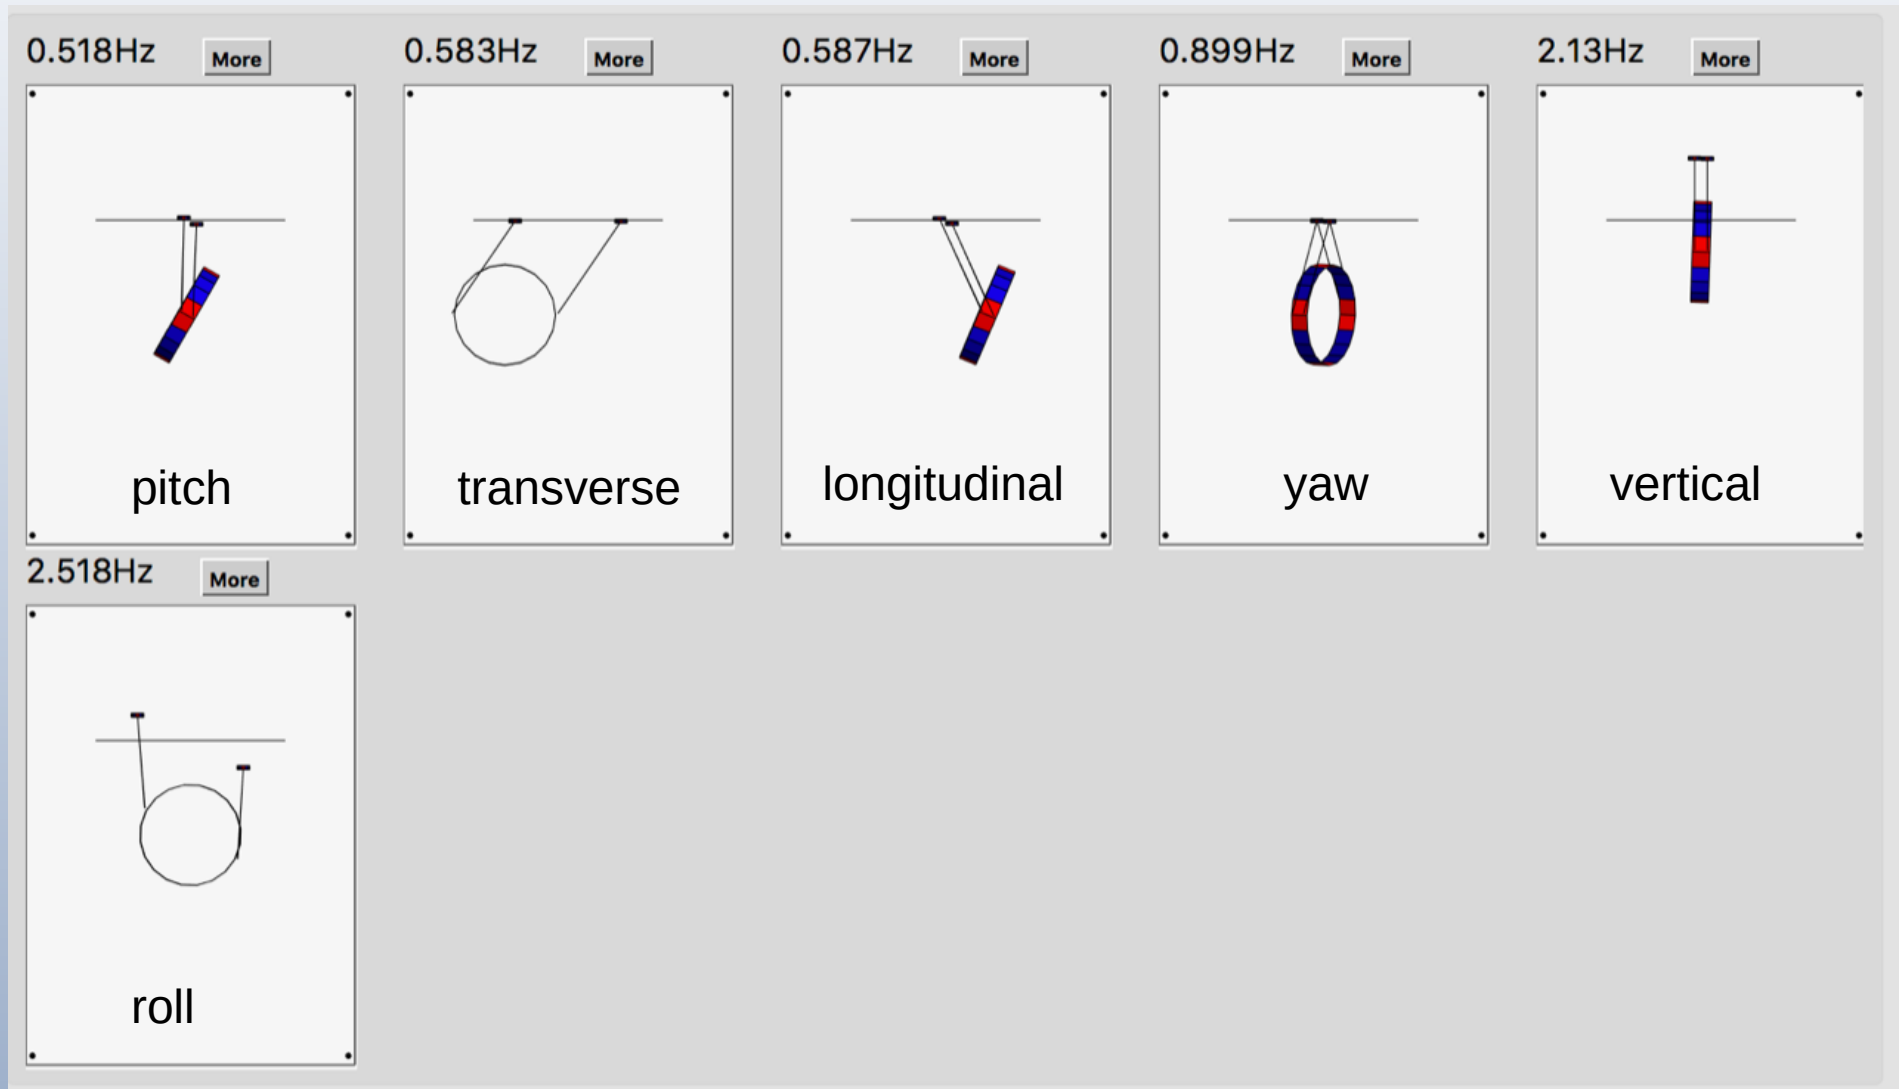 0.518Hz More
0.583Hz More
0.587Hz More
0.899Hz More
2.13Hz More
pitch
transverse
longitudinal
yaw
vertical
2.518Hz More
roll